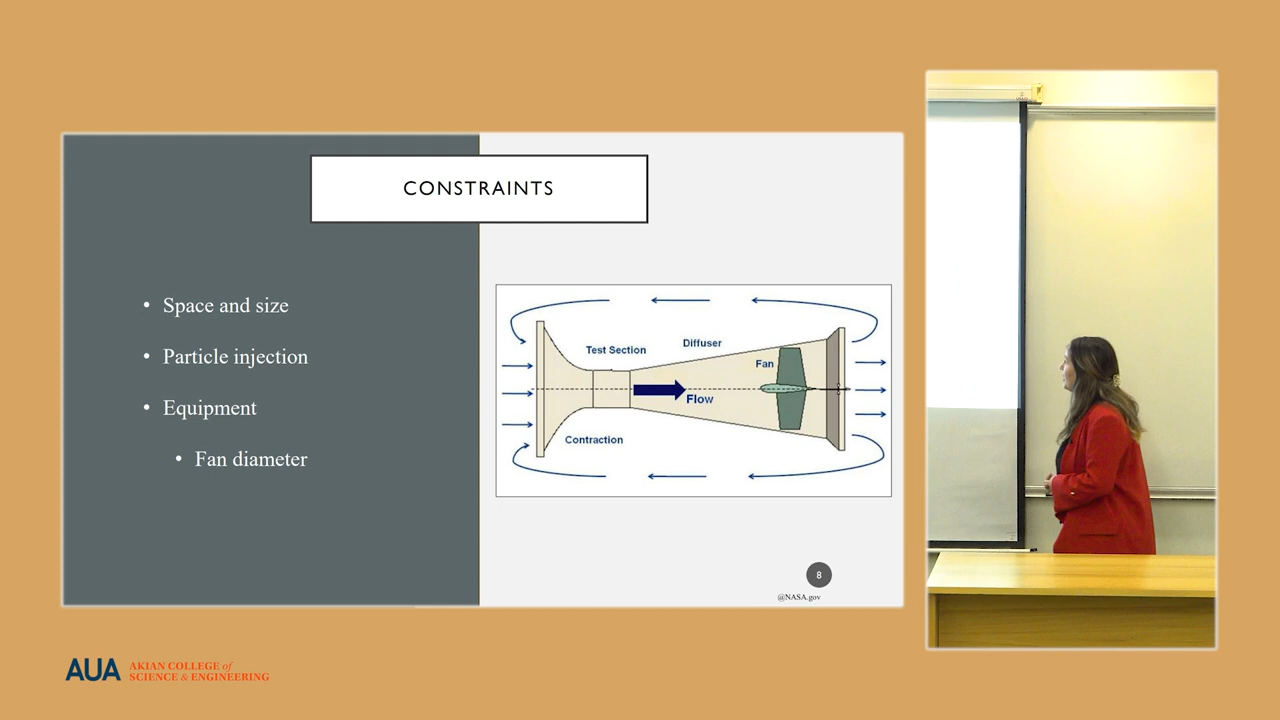 CONSTRAINTS
• Space and size
• Particle injection
• Equipment
• Fan diameter
Test Section
Diffuser
Fan
Flow
Contraction
8
@NASA.gov
AUA AKIAN COLLEGE of
SCIENCE & ENGINEERING